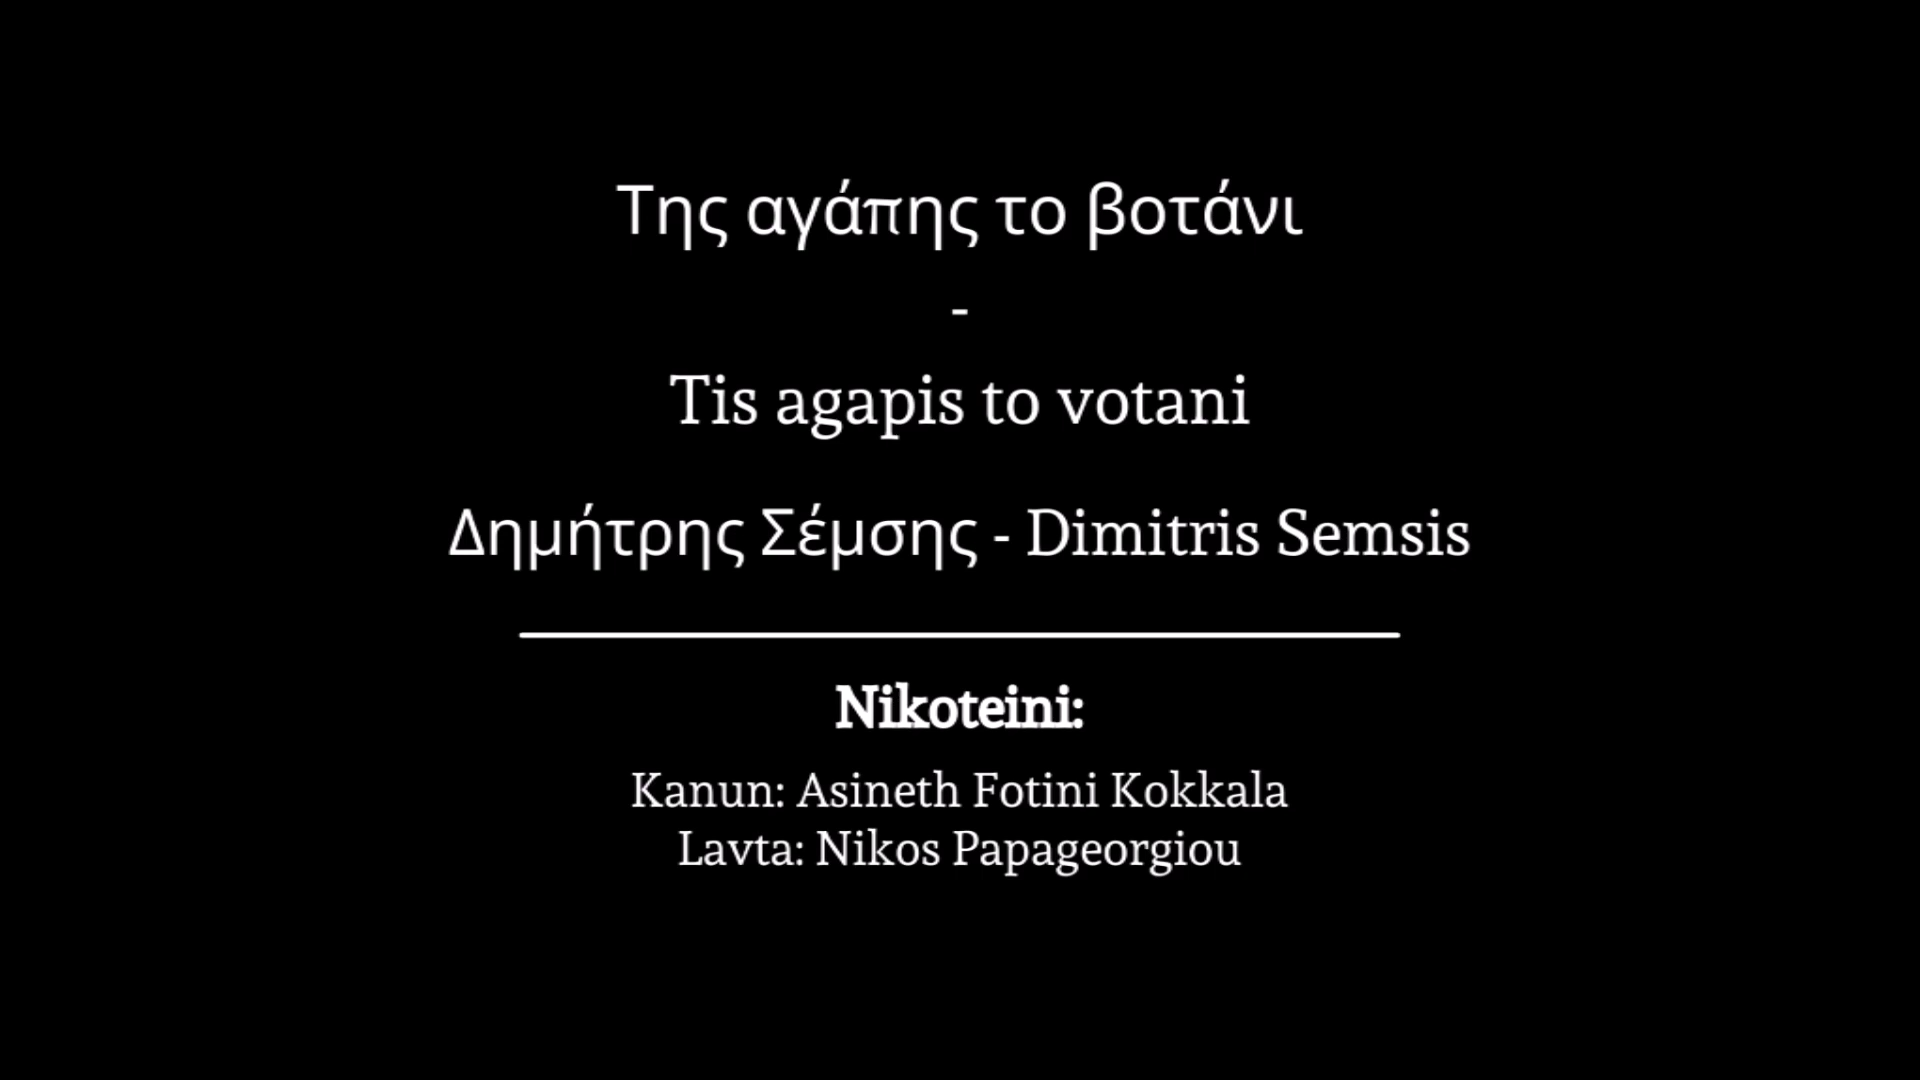 Της αγάπης το βοτάνι
-
Tis agapis to votani
Δημήτρης Σέμσης - Dimitris Semsis
Nikoteini:
Kanun: Asineth Fotini Kokkala
Lavta: Nikos Papageorgiou